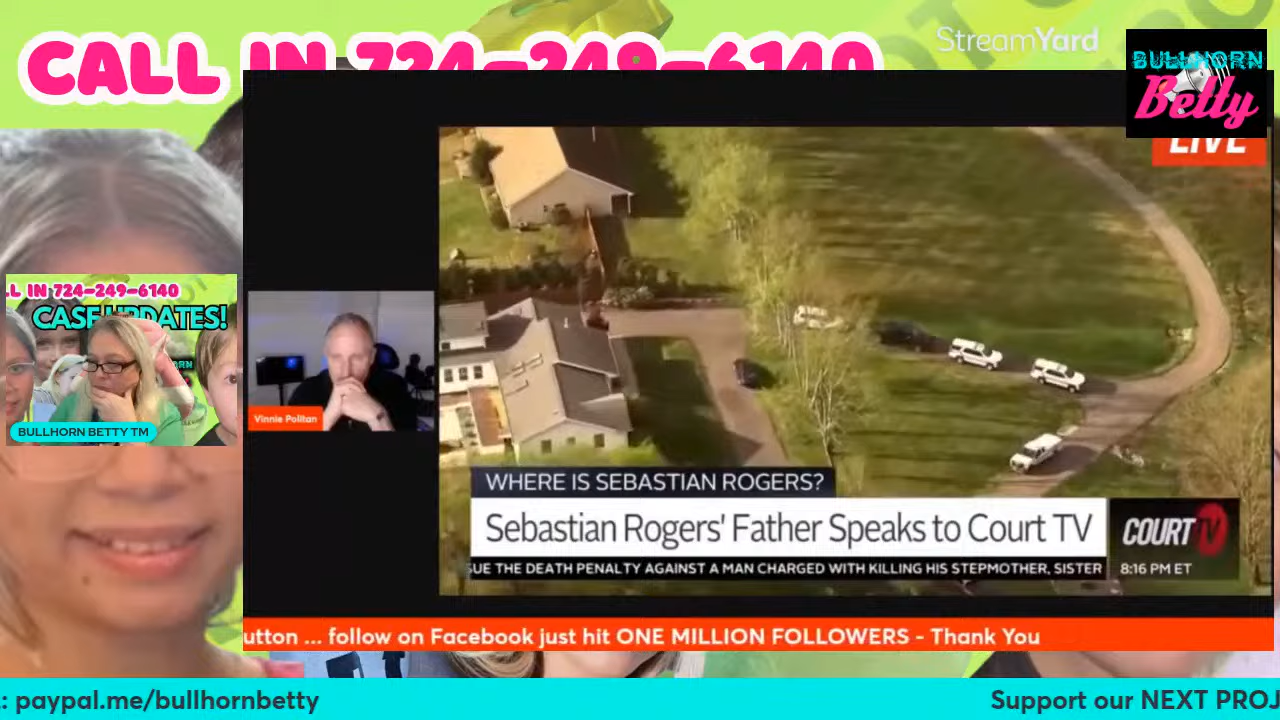 CALL IN 724-249-6140
StreamYard
BULLHORN
Betty
LIVE
L IN 724-249-6140
CASE UPDATES!
BULLHORN BETTY TM
Vinnie Politan
WHERE IS SEBASTIAN ROGERS?
Sebastian Rogers' Father Speaks to Court TV
COURT TV
SUE THE DEATH PENALTY AGAINST A MAN CHARGED WITH KILLING HIS STEPMOTHER, SISTER
8:16 PM ET
utton ... follow on Facebook just hit ONE MILLION FOLLOWERS - Thank You
: paypal.me/bullhornbetty
Support our NEXT PROJ